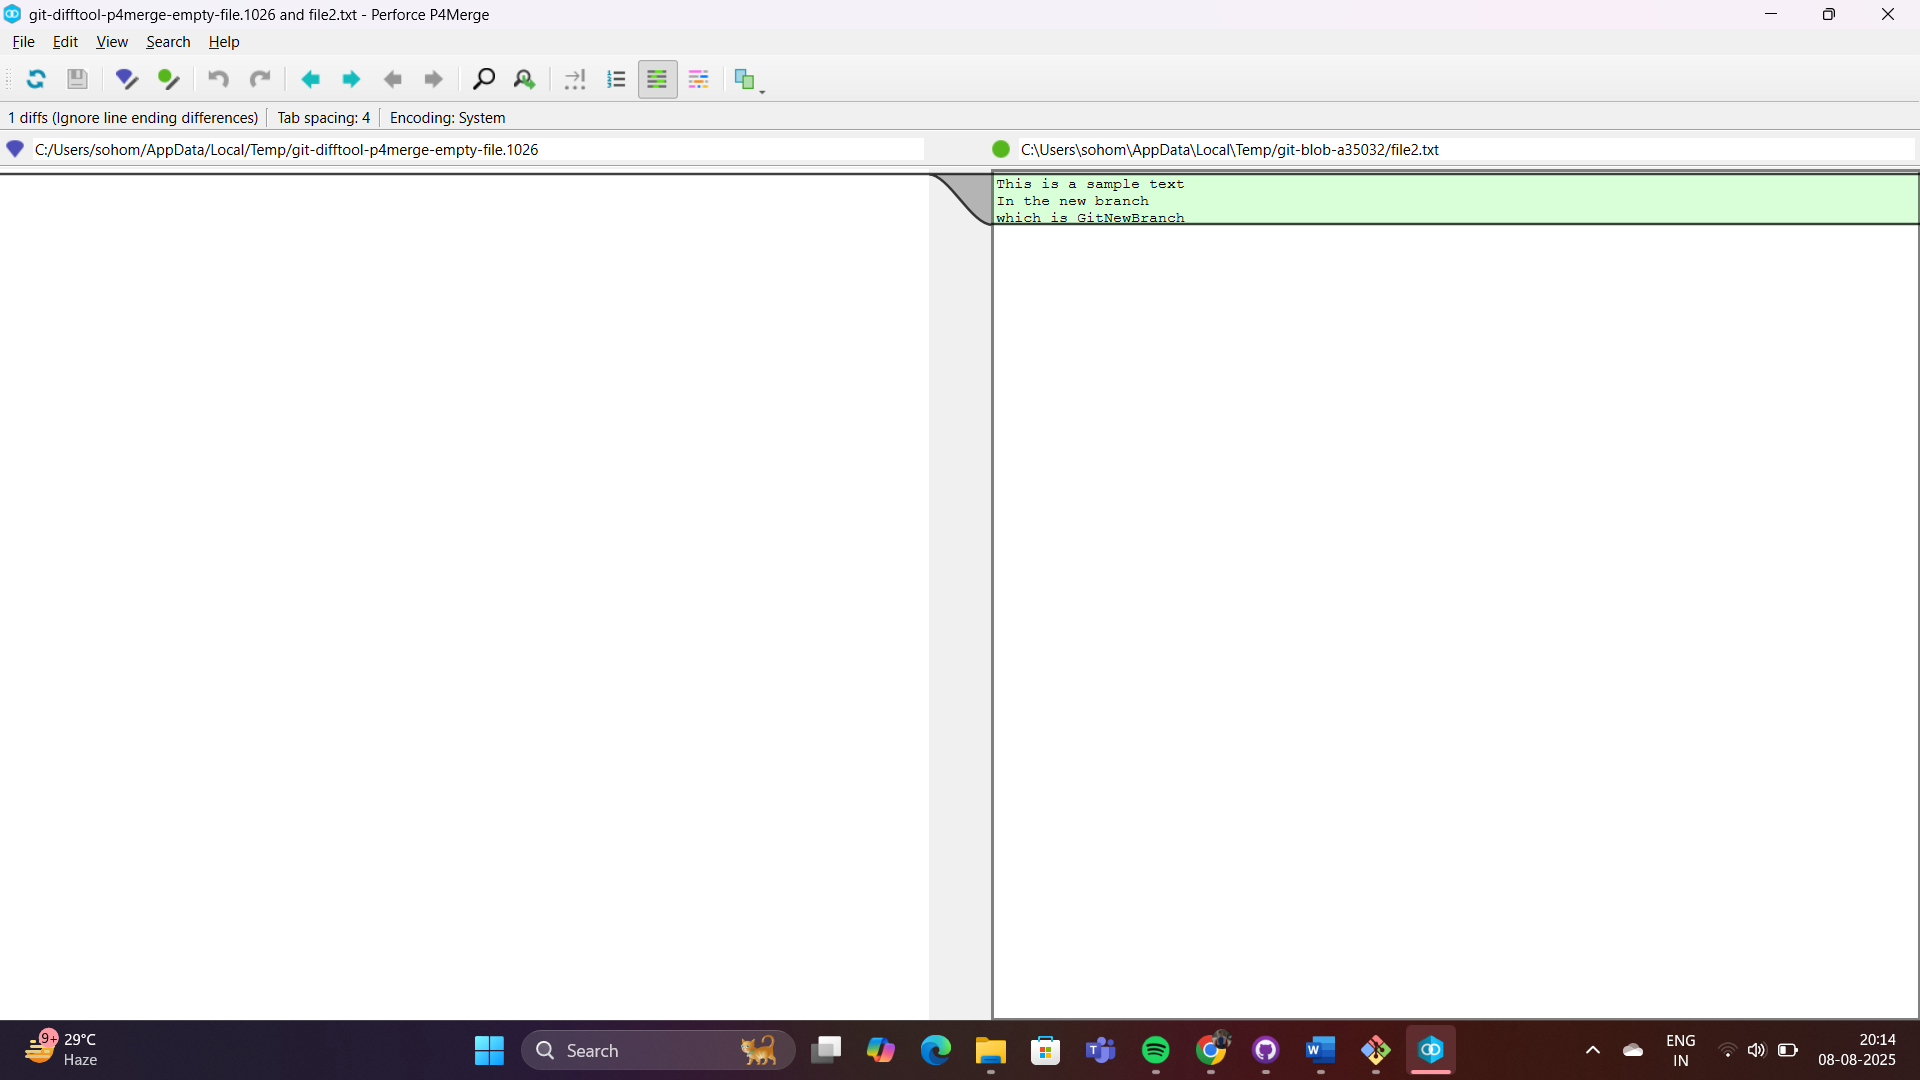 git-difftool-p4merge-empty-file.1026 and file2.txt - Perforce P4Merge
File Edit View Search Help
1 diffs (Ignore line ending differences) Tab spacing: 4 Encoding: System
C:/Users/sohom/AppData/Local/Temp/git-difftool-p4merge-empty-file.1026
C:\Users\sohom\AppData\Local\Temp/git-blob-a35032/file2.txt
This is a sample text
In the new branch
which is GitNewBranch
9+ 29°C
Haze
Search
ENG
IN
20:14
08-08-2025